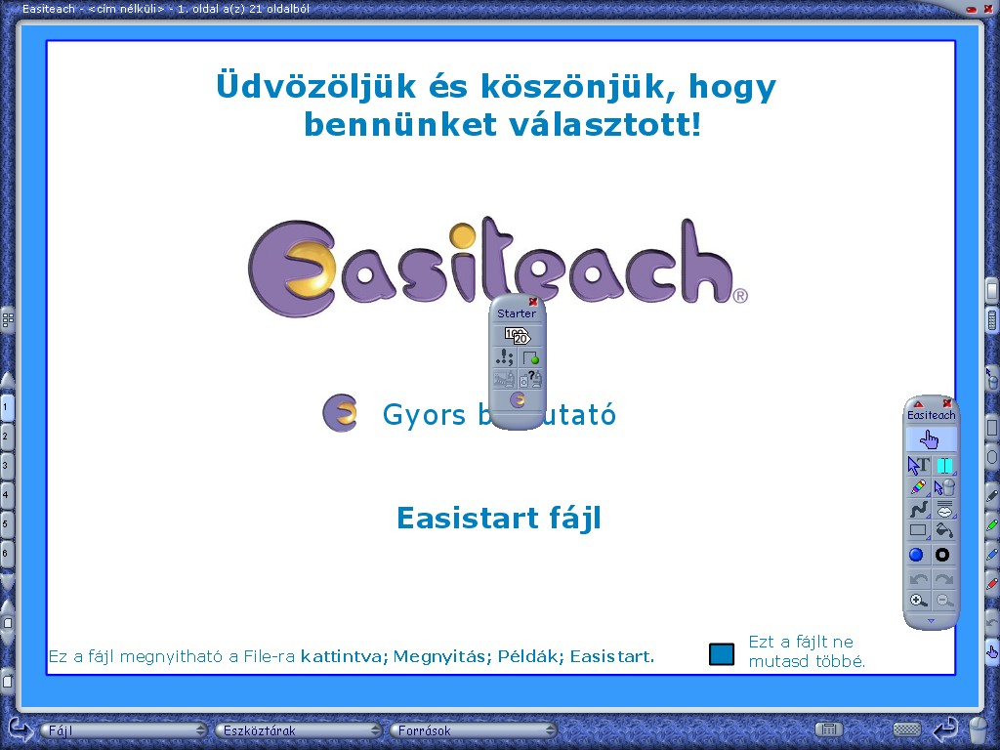 Easiteach - <cím nélküli> - 1. oldal a(z) 21 oldalból
Üdvözöljük és köszönjük, hogy
bennünket választott!
Easiteach®
Starter
100
20
Gyors b utató
Easiteach
T
Easistart fájl
1
2
3
4
5
6
Ez a fájl megnyitható a File-ra kattintva; Megnyitás; Példák; Easistart.
Ezt a fájlt ne
mutasd többé.
Fájl
Eszköztárak
Források